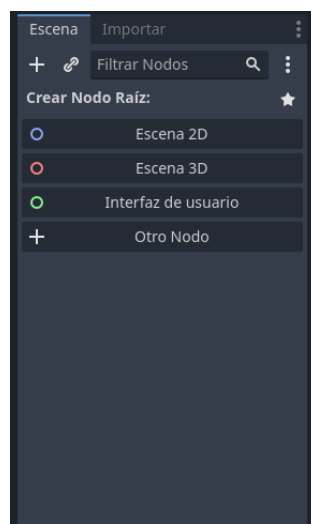 Escena Importar
Filtrar Nodos
Crear Nodo Raíz:
Escena 2D
Escena 3D
Interfaz de usuario
Otro Nodo